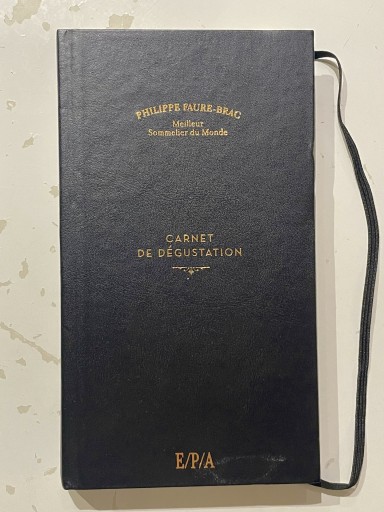 PHILIPPE FAURE-BRAC
Meilleur
Sommelier du Monde
CARNET
DE DÉGUSTATION
E/P/A